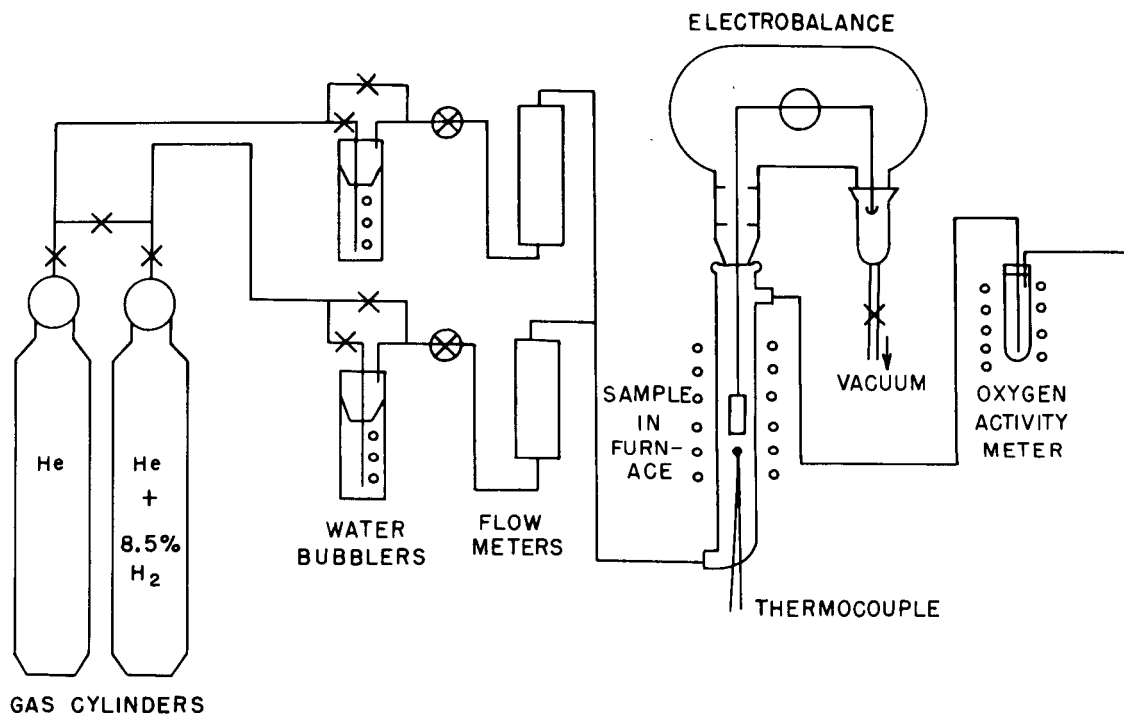 ELECTROBALANCE
He
He
+
8.5%
H2
GAS CYLINDERS
WATER
BUBBLERS
FLOW
METERS
SAMPLE
IN
FURN-
ACE
THERMOCOUPLE
VACUUM
OXYGEN
ACTIVITY
METER